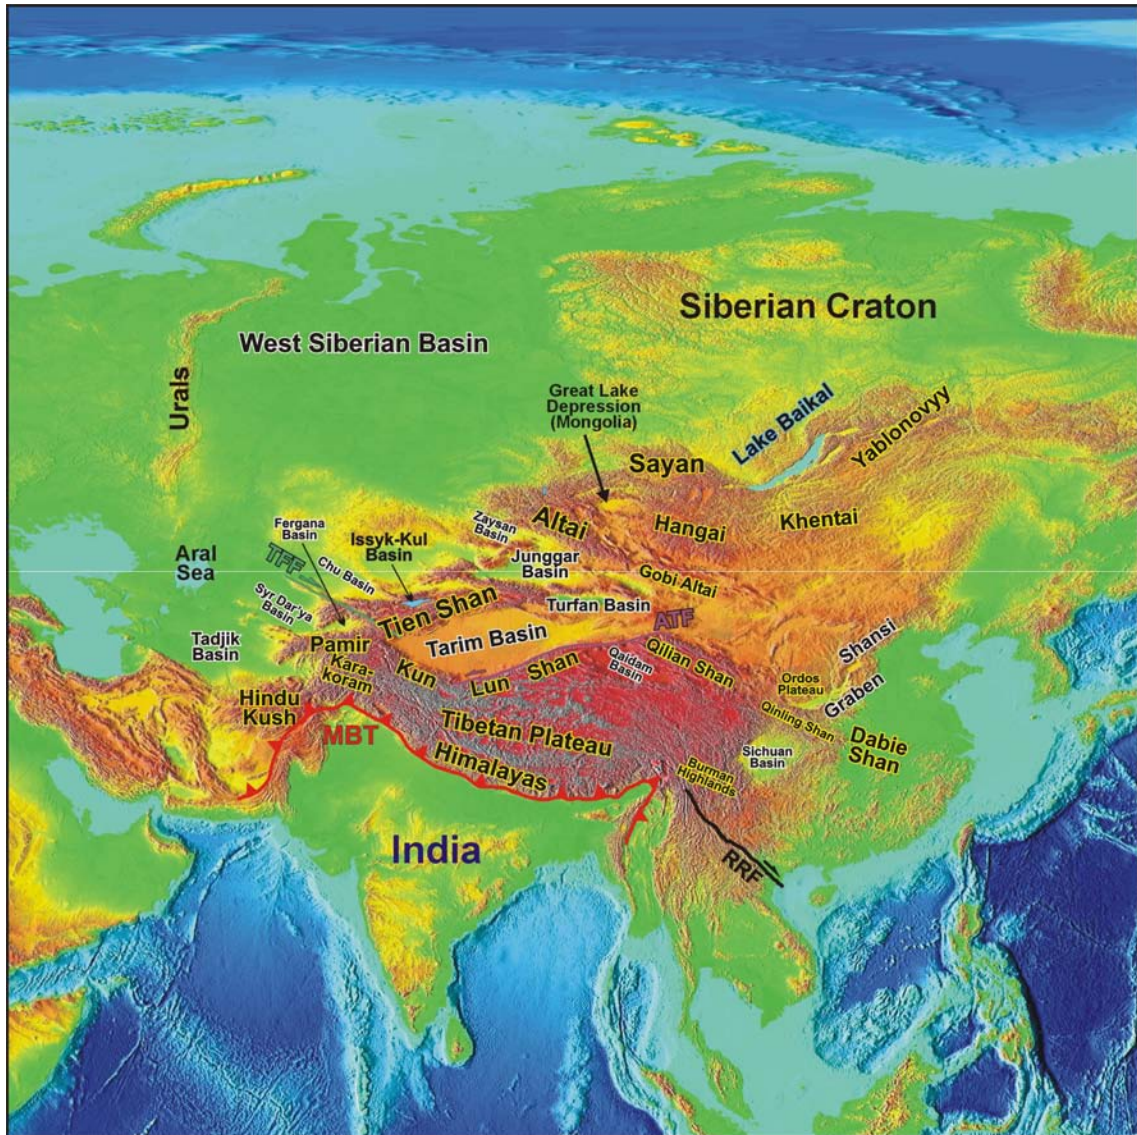 Siberian Craton
West Siberian Basin
Urals
Great Lake
Depression
(Mongolia)
Lake Baikal
Yablonovyy
Sayan
Altai
Hangai
Khentai
Zaysan
Basin
Fergana
Basin
Issyk-Kul
Basin
Junggar
Basin
Aral
Sea
TFF
Chu Basin
Gobi Altai
Syr Dar'ya
Basin
Tien Shan
Turfan Basin
ATF
Tadjik
Basin
Pamir
Tarim Basin
Kara-
koram
Kun Lun Shan
Qaidam
Basin
Qilian Shan
Shansi
Graben
Ordos
Plateau
Hindu
Kush
MBT
Tibetan Plateau
Qinling Shan
Dabie
Shan
Himalayas
Sichuan
Basin
Burman
Highlands
India
RRF